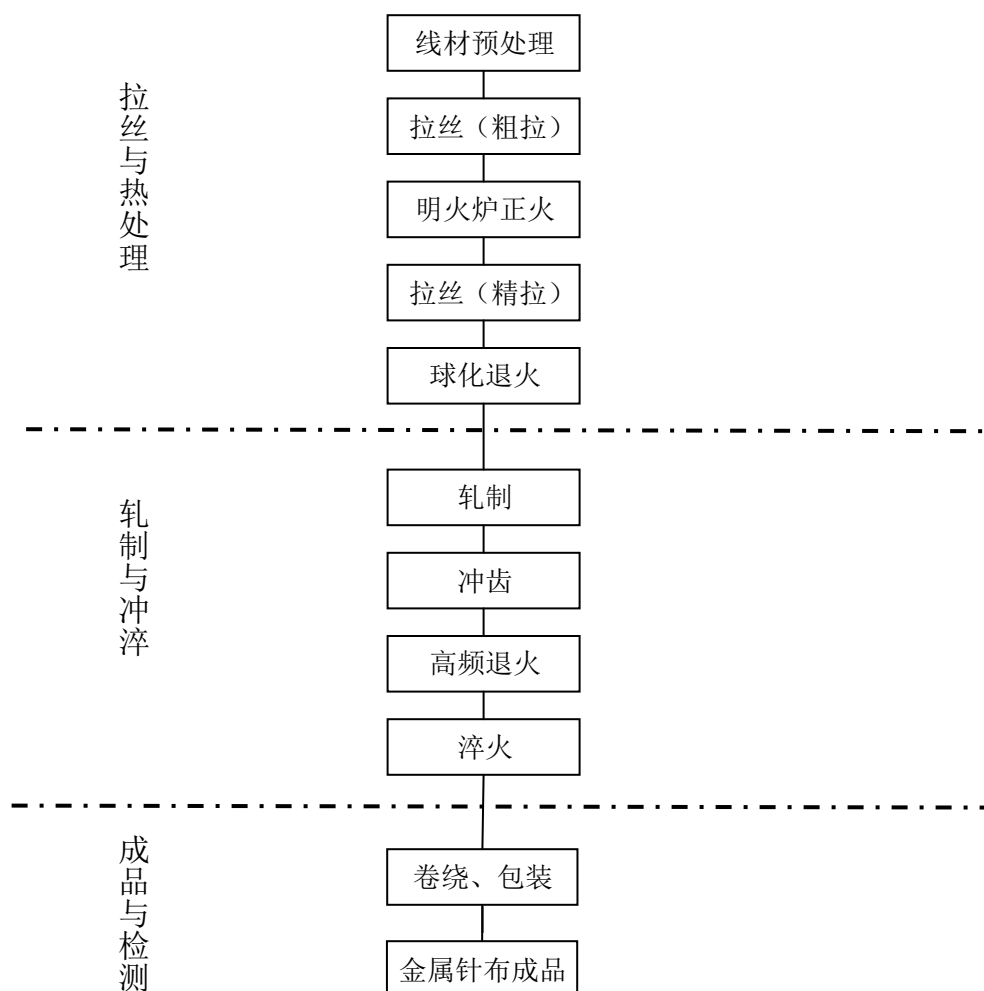 线材预处理
拉丝（粗拉）
明火炉正火
拉丝（精拉）
球化退火
拉丝与热处理
轧制
冲齿
高频退火
淬火
轧制与冲淬
卷绕、包装
金属针布成品
成品与检测